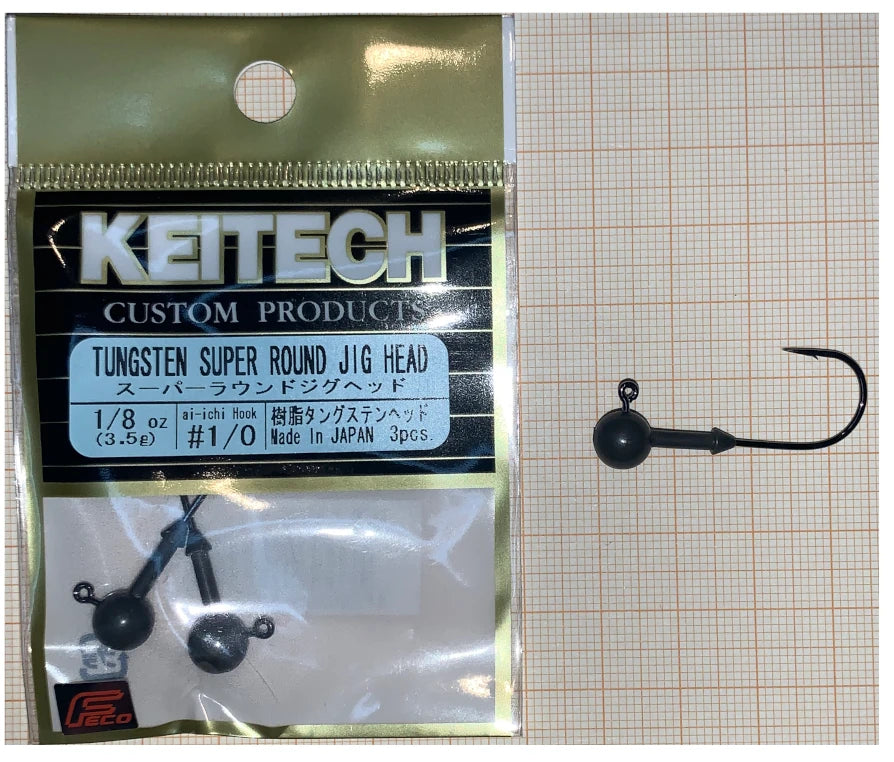 KEITECH
CUSTOM PRODUCTS
TUNGSTEN SUPER ROUND JIG HEAD
スーパーラウンドジグヘッド
1/8 oz
(3.5g)
ai-ichi Hook
#1/0
樹脂タングステンヘッド
Made In JAPAN 3pcs.
FECO